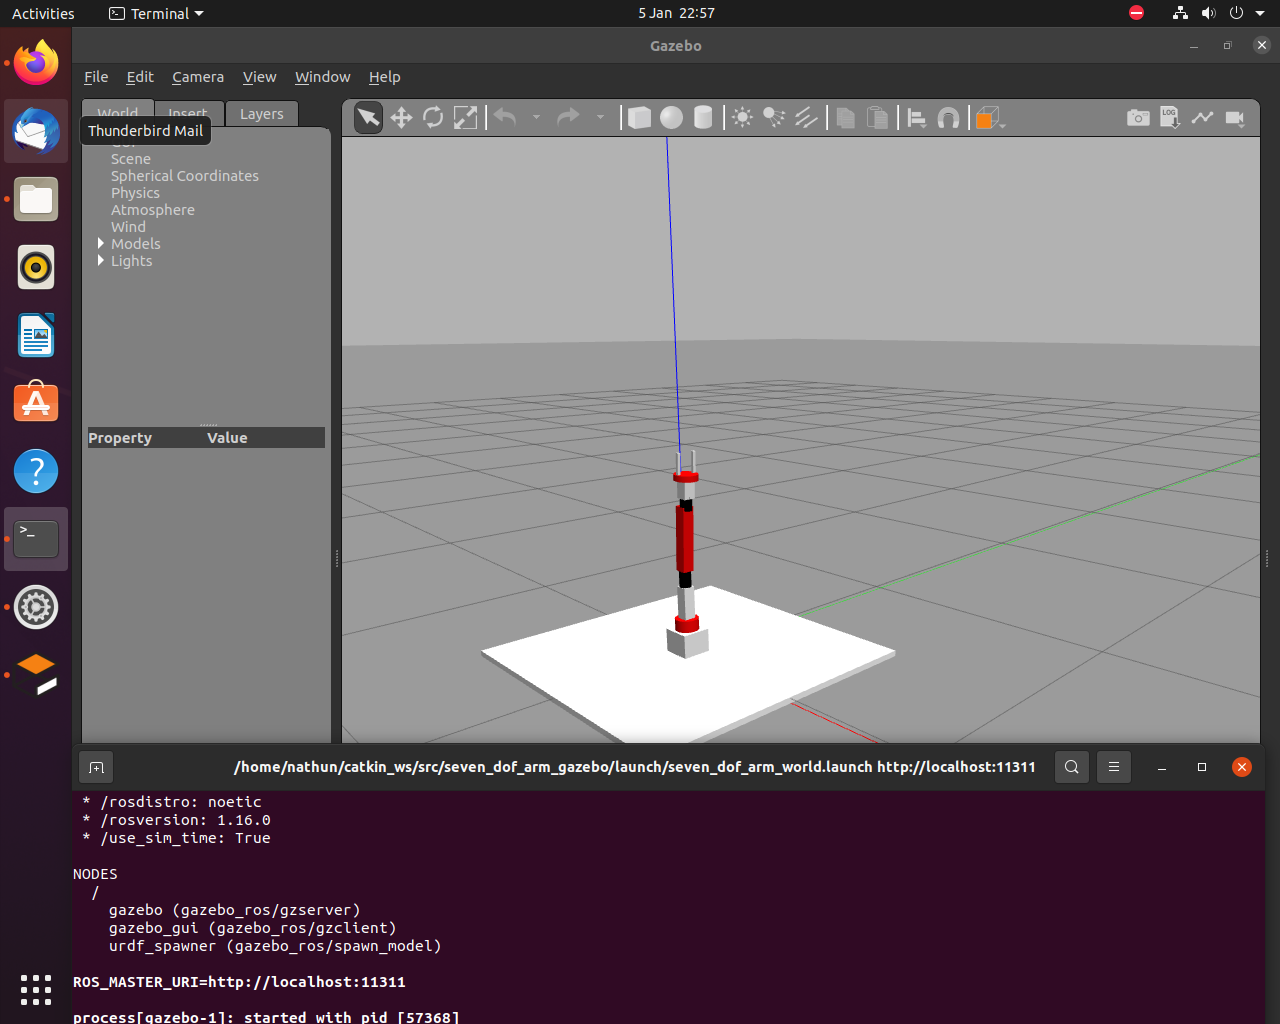 Activities Terminal 5 Jan 22:57
Gazebo
File Edit Camera View Window Help
World Insert Layers
Thunderbird Mail
Scene
Spherical Coordinates
Physics
Atmosphere
Wind
Models
Lights
LOG
Property Value
/home/nathun/catkin_ws/src/seven_dof_arm_gazebo/launch/seven_dof_arm_world.launch http://localhost:11311
* /rosdistro: noetic
* /rosversion: 1.16.0
* /use_sim_time: True
NODES
/
gazebo (gazebo_ros/gzserver)
gazebo_gui (gazebo_ros/gzclient)
urdf_spawner (gazebo_ros/spawn_model)
ROS_MASTER_URI=http://localhost:11311
process[gazebo-1]: started with pid [57368]